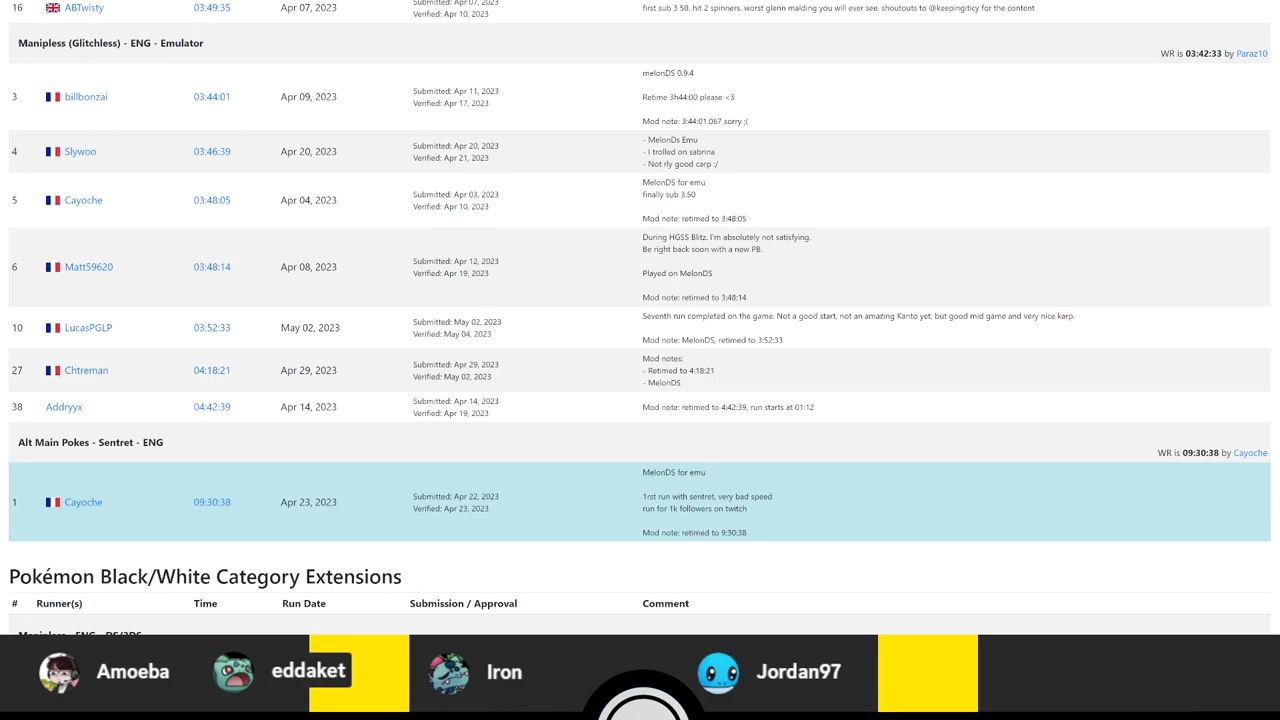 16 ABTwisty 03:49:35 Apr 07, 2023 Submitted: Apr 07, 2023 first sub 3 50. hit 2 spinners. worst glenn malding you will ever see. shoutouts to @keepingiticy for the content
Verified: Apr 10, 2023
Manipless (Glitchless) - ENG - Emulator
WR is 03:42:33 by Paraz10
melonDS 0.9.4
3 billbonzai 03:44:01 Apr 09, 2023 Submitted: Apr 11, 2023
Verified: Apr 17, 2023
Retime 3h44:00 please <3
Mod note: 3:44:01.067 sorry ;(
4 Slywoo 03:46:39 Apr 20, 2023 Submitted: Apr 20, 2023
Verified: Apr 21, 2023
- MelonDs Emu
- I trolled on sabrina
- Not rly good carp :/
5 Cayoche 03:48:05 Apr 04, 2023 Submitted: Apr 03, 2023
Verified: Apr 10, 2023
MelonDS for emu
finally sub 3.50
Mod note: retimed to 3:48:05
6 Matt59620 03:48:14 Apr 08, 2023 Submitted: Apr 12, 2023
Verified: Apr 19, 2023
During HGSS Blitz. I'm absolutely not satisfying.
Be right back soon with a new PB.
Played on MelonDS
Mod note: retimed to 3:48:14
10 LucasPGLP 03:52:33 May 02, 2023 Submitted: May 02, 2023
Verified: May 04, 2023
Seventh run completed on the game. Not a good start, not an amazing Kanto yet, but good mid game and very nice karp.
Mod note: MelonDS, retimed to 3:52:33
27 Chtreman 04:18:21 Apr 29, 2023 Submitted: Apr 29, 2023
Verified: May 02, 2023
Mod notes:
- Retimed to 4:18:21
- MelonDS
38 Addryyx 04:42:39 Apr 14, 2023 Submitted: Apr 14, 2023
Verified: Apr 19, 2023
Mod note: retimed to 4:42:39, run starts at 01:12
Alt Main Pokes - Sentret - ENG
WR is 09:30:38 by Cayoche
1 Cayoche 09:30:38 Apr 23, 2023 Submitted: Apr 22, 2023
Verified: Apr 23, 2023
MelonDS for emu
1rst run with sentret, very bad speed
run for 1k followers on twitch
Mod note: retimed to 9:30:38
Pokémon Black/White Category Extensions
# Runner(s) Time Run Date Submission / Approval Comment
Manipless - ENG - DS/3DS
Amoeba eddaket Iron Jordan97